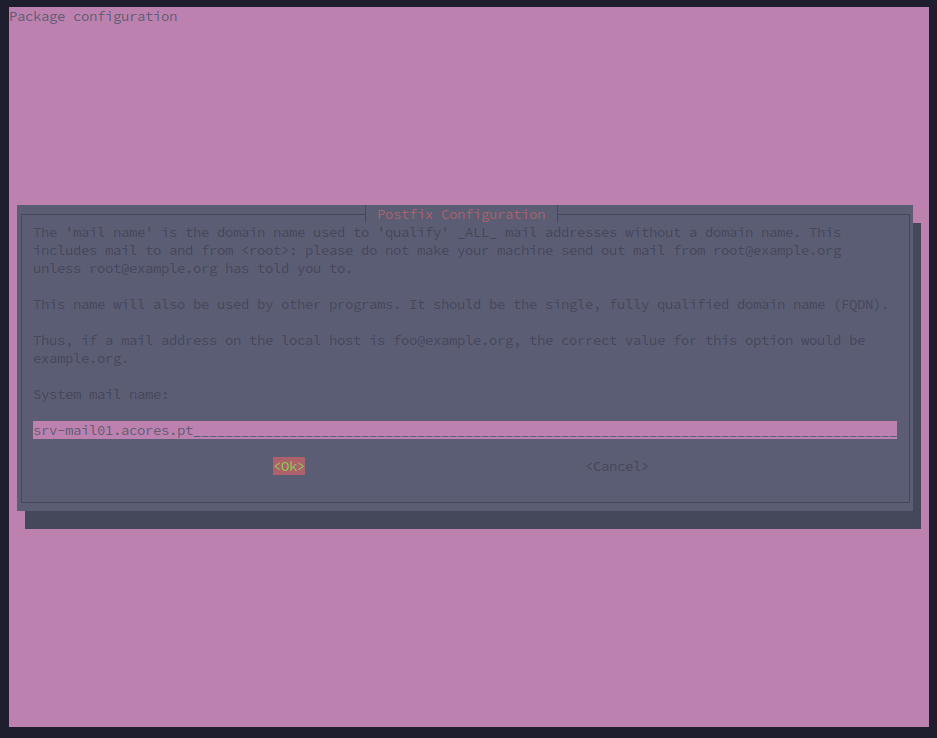 Package configuration
Postfix Configuration
The 'mail name' is the domain name used to 'qualify' _ALL_ mail addresses without a domain name. This
includes mail to and from <root>: please do not make your machine send out mail from root@example.org
unless root@example.org has told you to.
This name will also be used by other programs. It should be the single, fully qualified domain name (FQDN).
Thus, if a mail address on the local host is foo@example.org, the correct value for this option would be
example.org.
System mail name:
srv-mail01.acores.pt
<Ok> <Cancel>